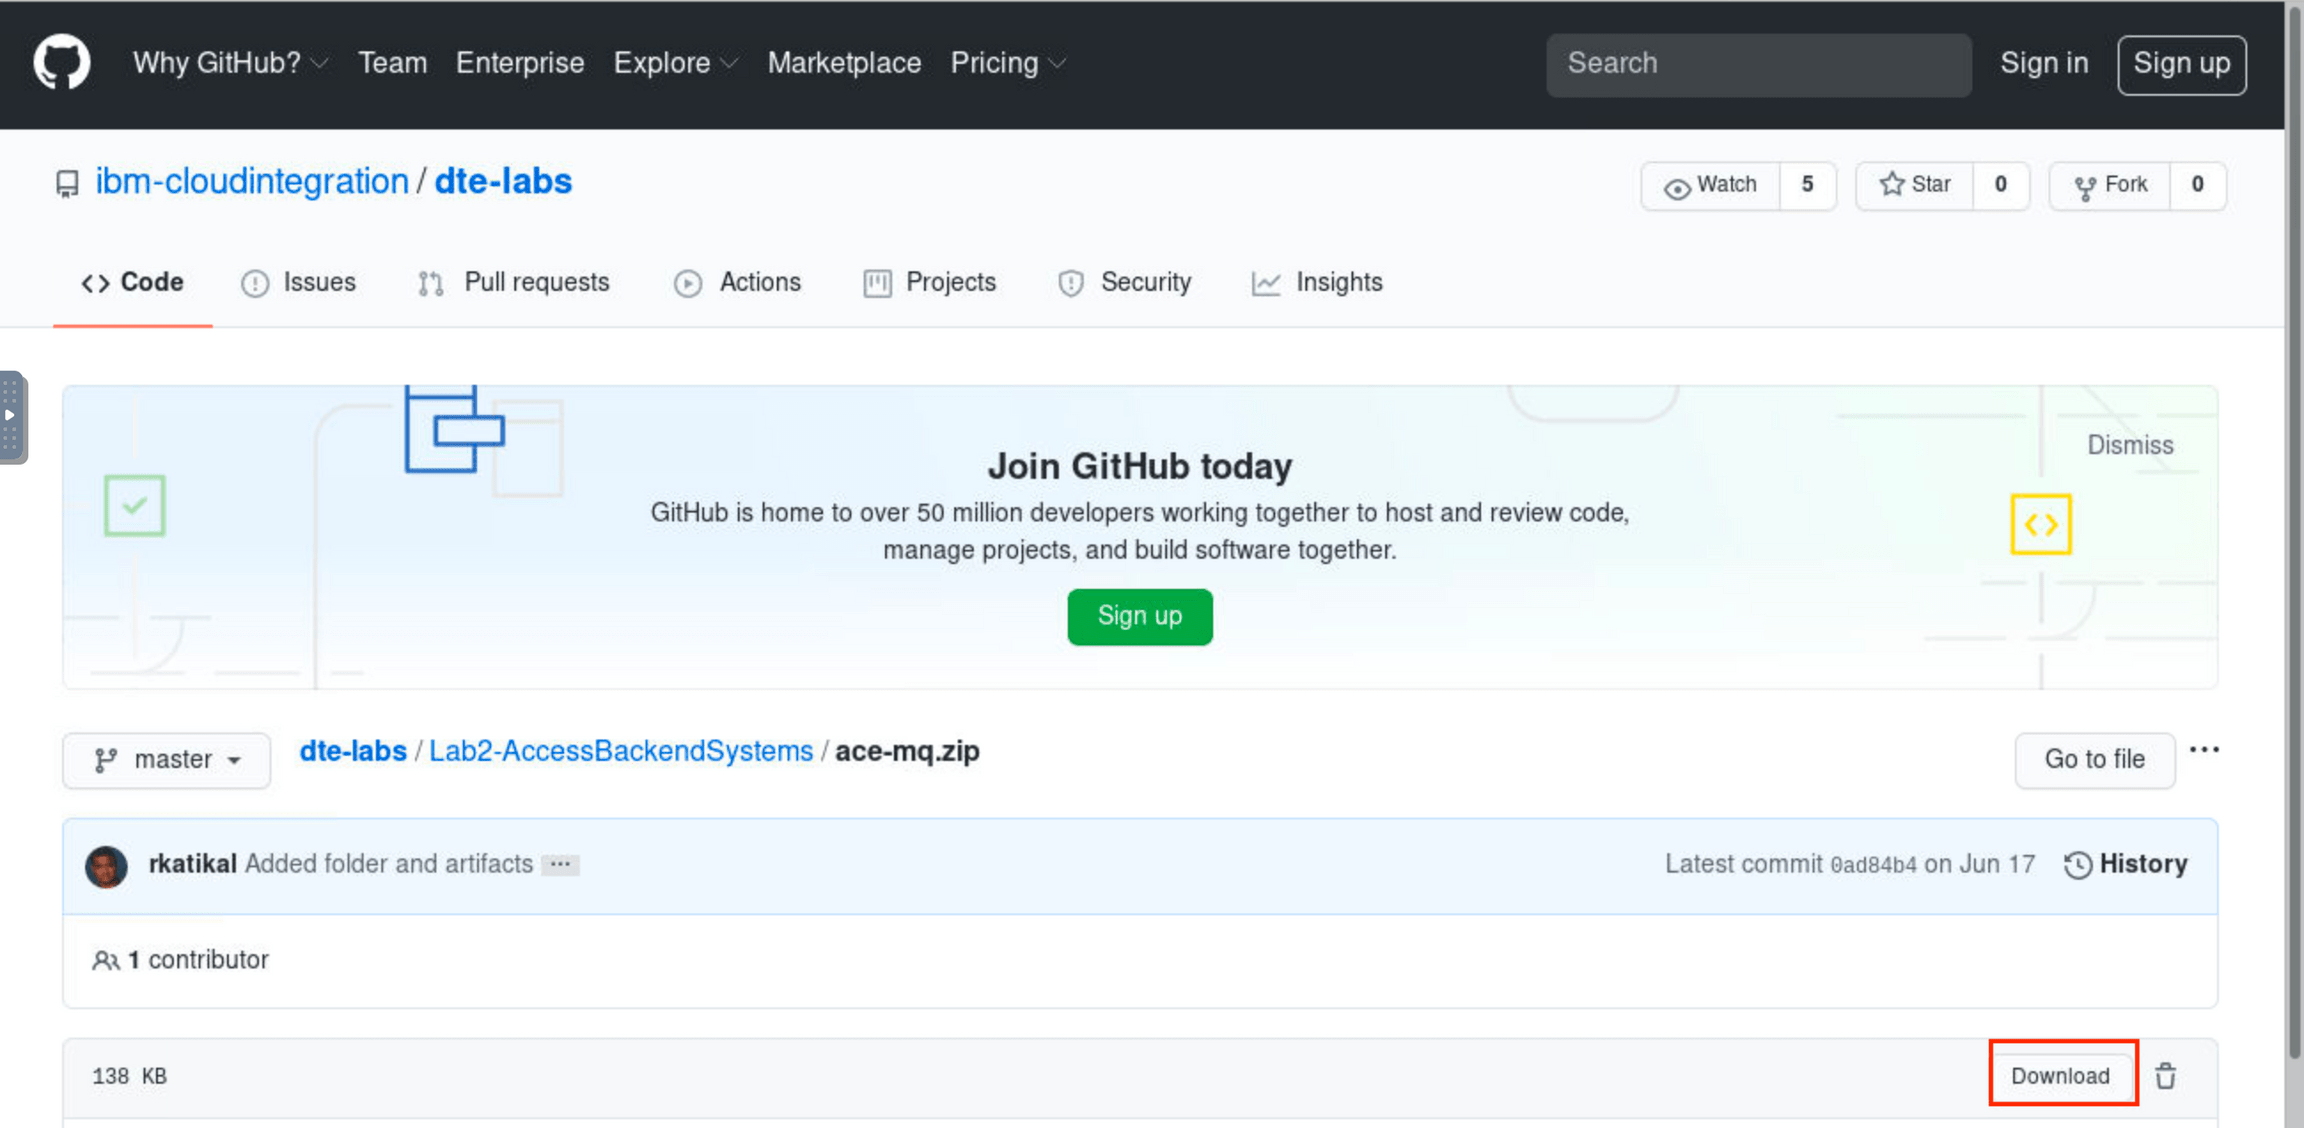 Why GitHub? Team Enterprise Explore Marketplace Pricing Search Sign in Sign up
ibm-cloudintegration / dte-labs Watch 5 Star 0 Fork 0
Code Issues Pull requests Actions Projects Security Insights
Dismiss
Join GitHub today
GitHub is home to over 50 million developers working together to host and review code,
manage projects, and build software together.
Sign up
master dte-labs / Lab2-AccessBackendSystems / ace-mq.zip Go to file ...
rkatikal Added folder and artifacts ... Latest commit 0ad84b4 on Jun 17 History
1 contributor
138 KB Download